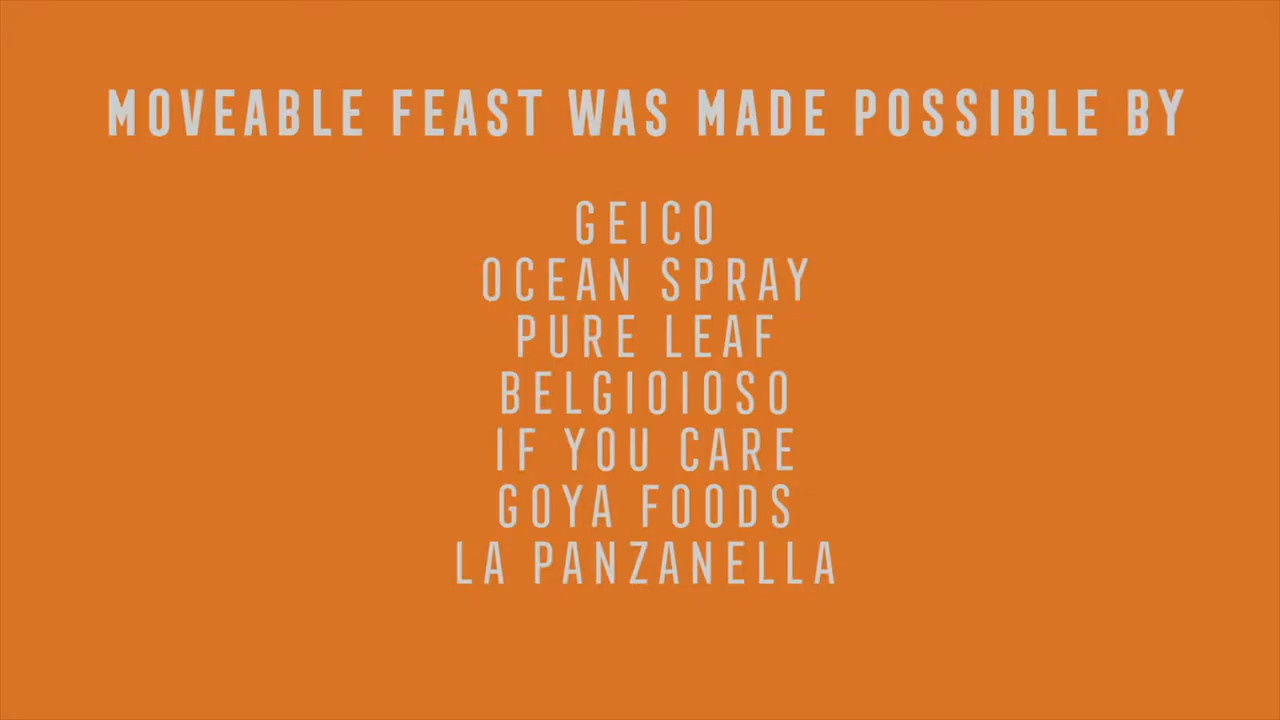 MOVEABLE FEAST WAS MADE POSSIBLE BY
GEICO
OCEAN SPRAY
PURE LEAF
BELGIOIOSO
IF YOU CARE
GOYA FOODS
LA PANZANELLA